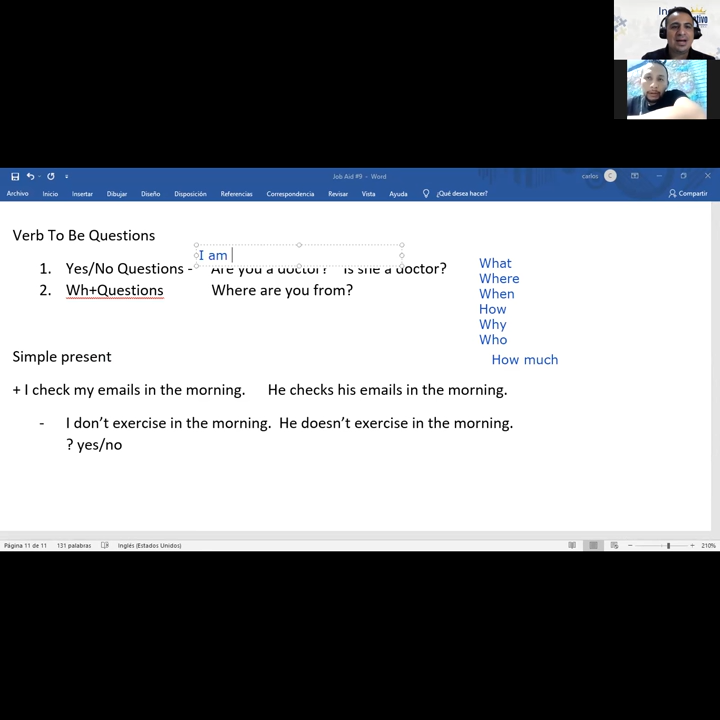 Job Aid #9 - Word
carlos
C
Archivo Inicio Insertar Dibujar Diseño Disposición Referencias Correspondencia Revisar Vista Ayuda ¿Qué desea hacer? Compartir
Verb To Be Questions
I am
1. Yes/No Questions - Are you a doctor? Is she a doctor?
2. Wh+Questions Where are you from?
What
Where
When
How
Why
Who
How much
Simple present
+ I check my emails in the morning. He checks his emails in the morning.
- I don't exercise in the morning. He doesn't exercise in the morning.
? yes/no
Página 11 de 11 131 palabras Inglés (Estados Unidos) 210%